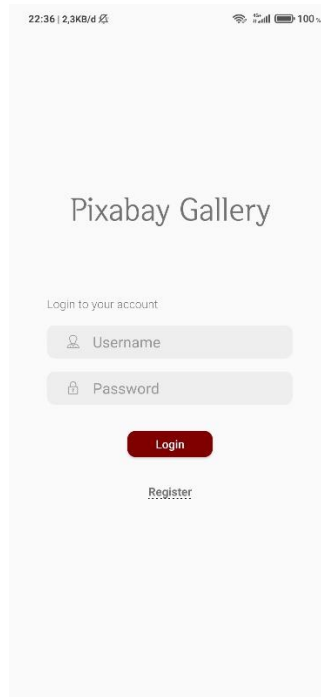 22:36 | 2,3KB/d
100%
Pixabay Gallery
Login to your account
Username
Password
Login
Register